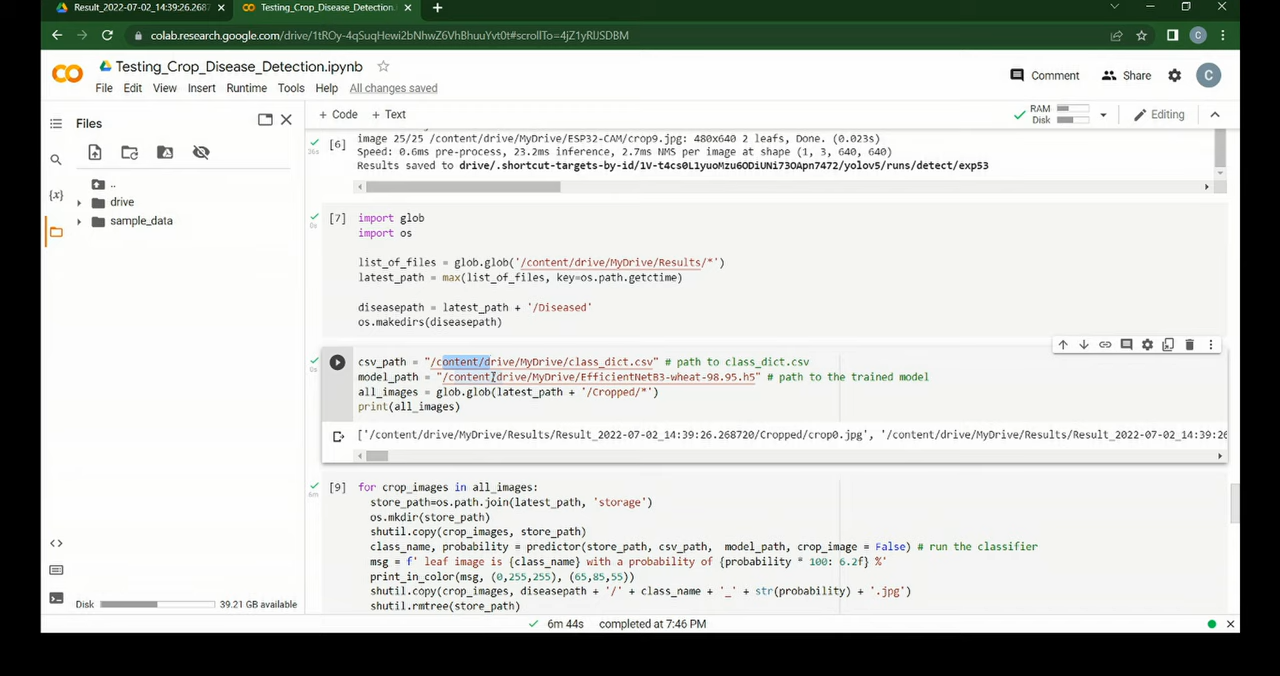 Result_2022-07-02_14:39:26.2687
Testing_Crop_Disease_Detection.
colab.research.google.com/drive/1tROy-4qSuqHewi2bNhwZ6VhBhuuYvt0t#scrollTo=4jZ1yRlJSDBM
Testing_Crop_Disease_Detection.ipynb
File Edit View Insert Runtime Tools Help All changes saved
Comment Share C
Files
+ Code + Text
RAM
Disk
Editing
..
drive
sample_data
[6]
36s
image 25/25 /content/drive/MyDrive/ESP32-CAM/crop9.jpg: 480x640 2 leafs, Done. (0.023s)
Speed: 0.6ms pre-process, 23.2ms inference, 2.7ms NMS per image at shape (1, 3, 640, 640)
Results saved to drive/.shortcut-targets-by-id/1V-t4cs0L1yuoMzu6ODiUNi73OApn7472/yolov5/runs/detect/exp53
[7]
0s
import glob
import os
list_of_files = glob.glob('/content/drive/MyDrive/Results/*')
latest_path = max(list_of_files, key=os.path.getctime)
diseasepath = latest_path + '/Diseased'
os.makedirs(diseasepath)
0s
csv_path = "/content/drive/MyDrive/class_dict.csv" # path to class_dict.csv
model_path = "/content/drive/MyDrive/EfficientNetB3-wheat-98.95.h5" # path to the trained model
all_images = glob.glob(latest_path + '/Cropped/*')
print(all_images)
['/content/drive/MyDrive/Results/Result_2022-07-02_14:39:26.268720/Cropped/crop0.jpg', '/content/drive/MyDrive/Results/Result_2022-07-02_14:39:26
[9]
6m
for crop_images in all_images:
store_path=os.path.join(latest_path, 'storage')
os.mkdir(store_path)
shutil.copy(crop_images, store_path)
class_name, probability = predictor(store_path, csv_path, model_path, crop_image = False) # run the classifier
msg = f' leaf image is {class_name} with a probability of {probability * 100: 6.2f} %'
print_in_color(msg, (0,255,255), (65,85,55))
shutil.copy(crop_images, diseasepath + '/' + class_name + '_' + str(probability) + '.jpg')
shutil.rmtree(store_path)
Disk
39.21 GB available
6m 44s completed at 7:46 PM